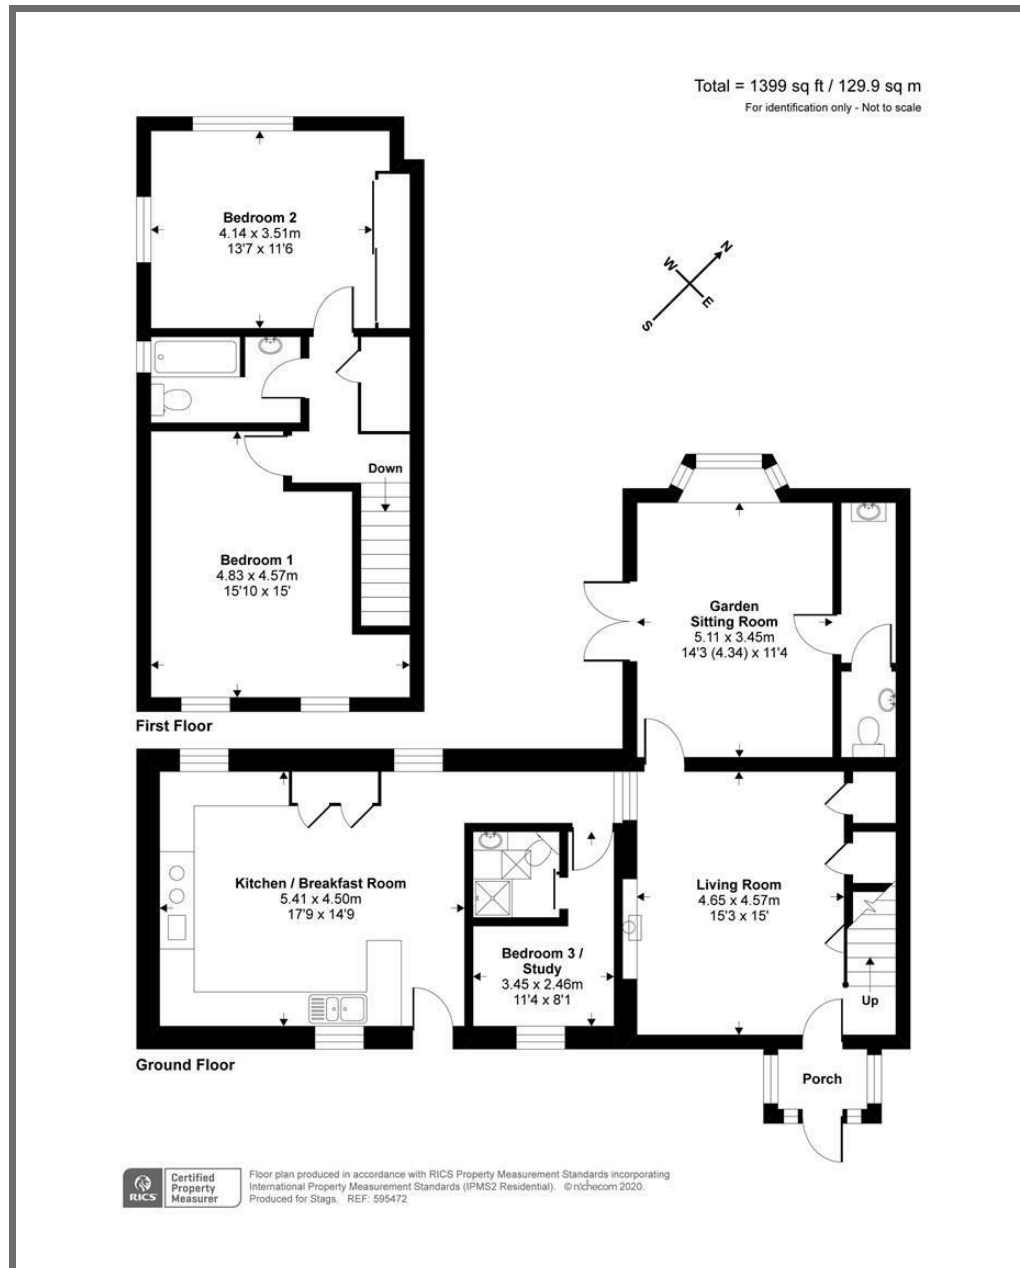 Total = 1399 sq ft / 129.9 sq m
For identification only - Not to scale
Bedroom 2
4.14 x 3.51m
13'7 x 11'6
N
W
E
S
Down
Bedroom 1
4.83 x 4.57m
15'10 x 15'
First Floor
Garden
Sitting Room
5.11 x 3.45m
14'3 (4.34) x 11'4
Kitchen / Breakfast Room
5.41 x 4.50m
17'9 x 14'9
Bedroom 3 /
Study
3.45 x 2.46m
11'4 x 8'1
Living Room
4.65 x 4.57m
15'3 x 15'
Up
Ground Floor
Porch
RICS
Certified
Property
Measurer
Floor plan produced in accordance with RICS Property Measurement Standards incorporating
International Property Measurement Standards (IPMS2 Residential). © nichecom 2020.
Produced for Stags. REF: 595472